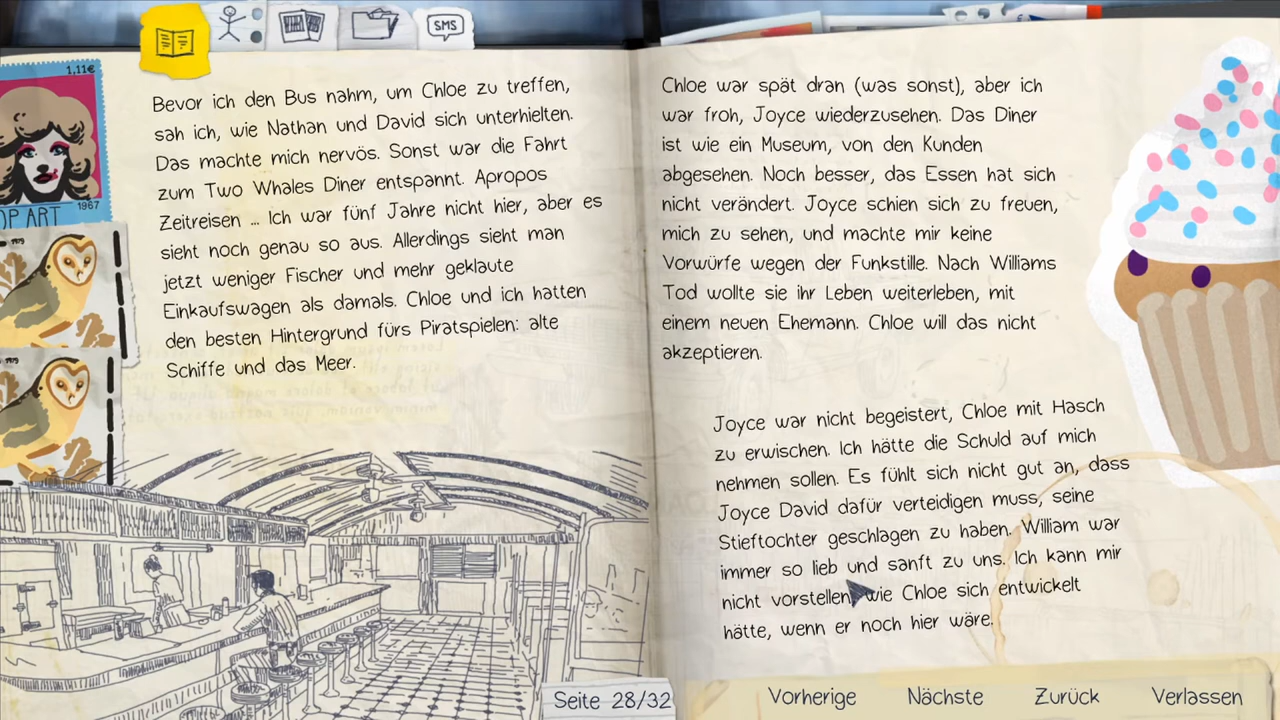 SMS
1,11€
OP ART
1967
1979
1979
Bevor ich den Bus nahm, um Chloe zu treffen,
sah ich, wie Nathan und David sich unterhielten.
Das machte mich nervös. Sonst war die Fahrt
zum Two Whales Diner entspannt. Apropos
Zeitreisen ... Ich war fünf Jahre nicht hier, aber es
sieht noch genau so aus. Allerdings sieht man
jetzt weniger Fischer und mehr geklaute
Einkaufswagen als damals. Chloe und ich hatten
den besten Hintergrund fürs Piratspielen: alte
Schiffe und das Meer.
Chloe war spät dran (was sonst), aber ich
war froh, Joyce wiederzusehen. Das Diner
ist wie ein Museum, von den Kunden
abgesehen. Noch besser, das Essen hat sich
nicht verändert. Joyce schien sich zu freuen,
mich zu sehen, und machte mir keine
Vorwürfe wegen der Funkstille. Nach Williams
Tod wollte sie ihr Leben weiterleben, mit
einem neuen Ehemann. Chloe will das nicht
akzeptieren.
Joyce war nicht begeistert, Chloe mit Hasch
zu erwischen. Ich hätte die Schuld auf mich
nehmen sollen. Es fühlt sich nicht gut an, dass
Joyce David dafür verteidigen muss, seine
Stieftochter geschlagen zu haben. William war
immer so lieb und sanft zu uns. Ich kann mir
nicht vorstellen, wie Chloe sich entwickelt
hätte, wenn er noch hier wäre.
Seite 28/32
Vorherige Nächste Zurück Verlassen